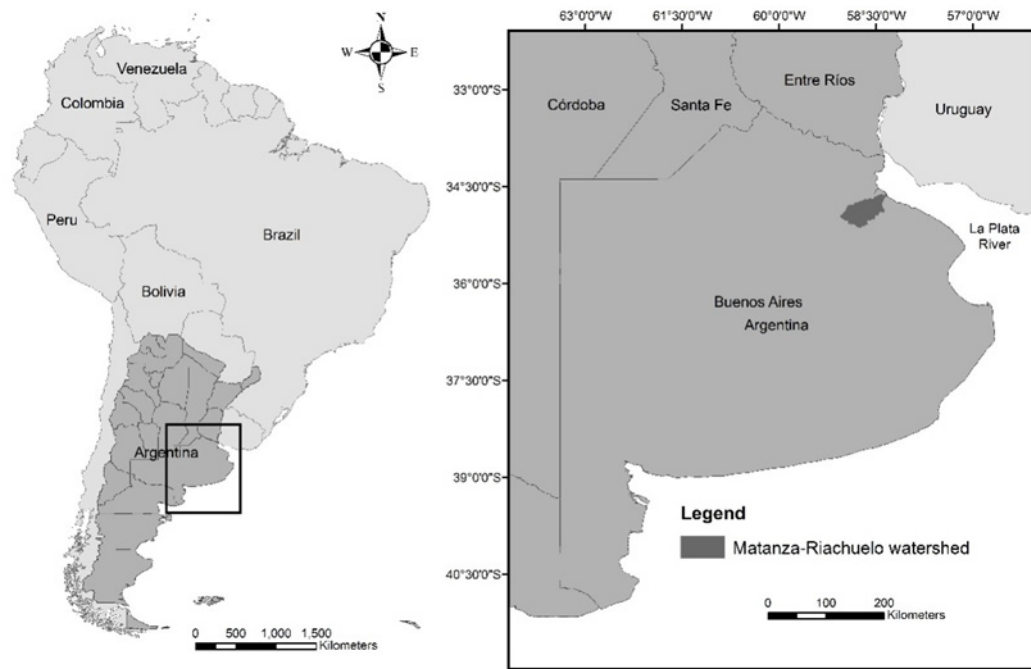 N
W
E
S
Venezuela
Colombia
Peru
Brazil
Bolivia
Argentina
0 500 1,000 1,500
Kilometers
63°0'0"W 61°30'0"W 60°0'0"W 58°30'0"W 57°0'0"W
33°0'0"S
34°30'0"S
36°0'0"S
37°30'0"S
39°0'0"S
40°30'0"S
Córdoba
Santa Fe
Entre Ríos
Uruguay
La Plata
River
Buenos Aires
Argentina
Legend
Matanza-Riachuelo watershed
0 100 200
Kilometers